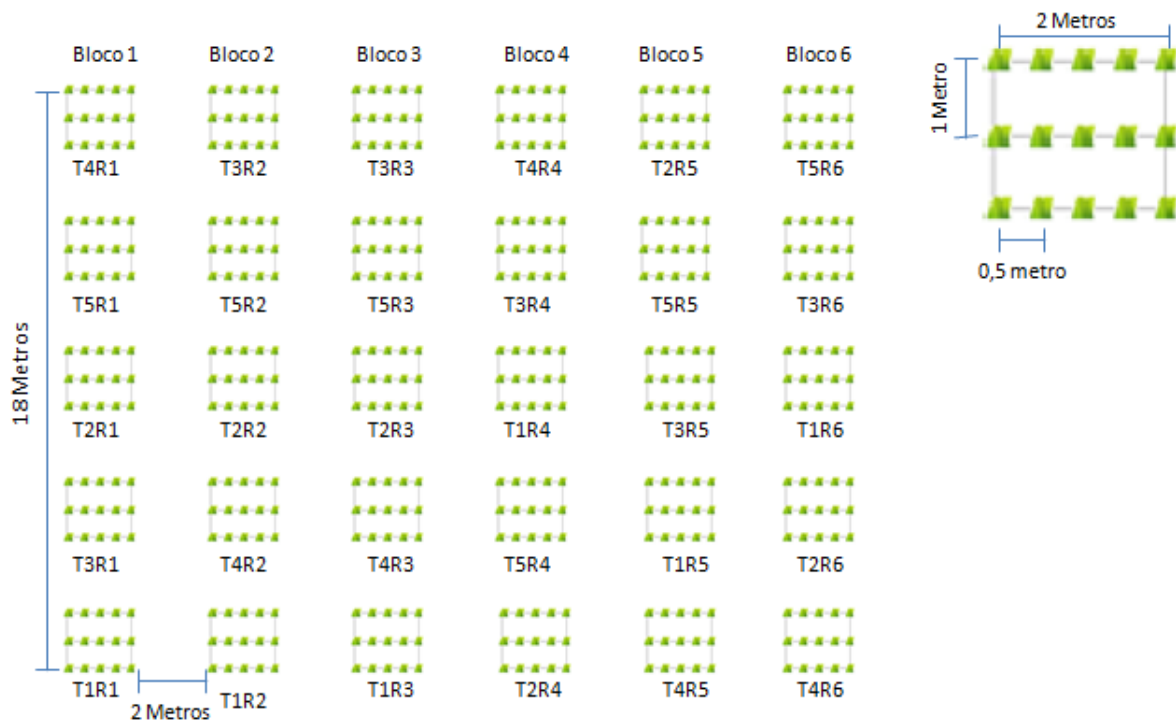 Bloco 1 Bloco 2 Bloco 3 Bloco 4 Bloco 5 Bloco 6
T4R1 T3R2 T3R3 T4R4 T2R5 T5R6
T5R1 T5R2 T5R3 T3R4 T5R5 T3R6
T2R1 T2R2 T2R3 T1R4 T3R5 T1R6
T3R1 T4R2 T4R3 T5R4 T1R5 T2R6
T1R1 T1R2 T1R3 T2R4 T4R5 T4R6
18 Metros
2 Metros
2 Metros
1 Metro
0,5 metro